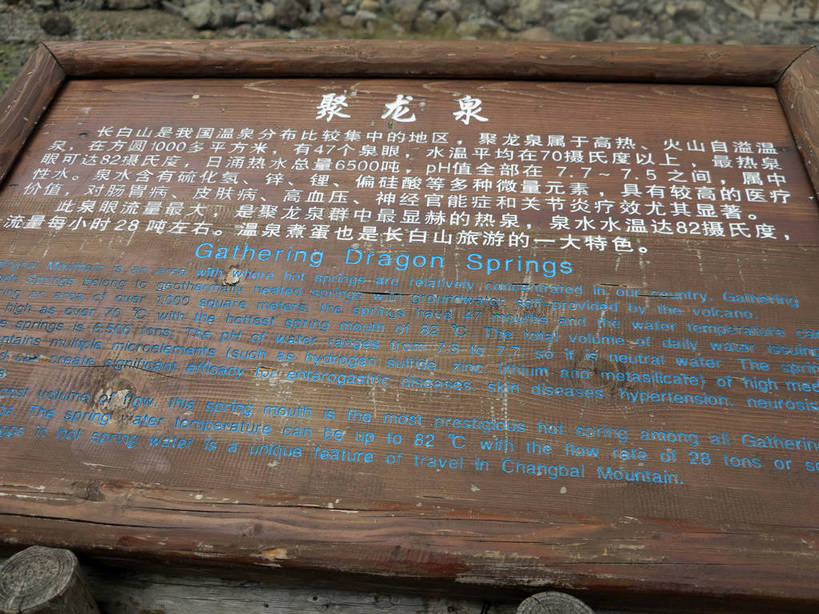 聚龙泉
长白山是我国温泉分布比较集中的地区，聚龙泉属于高热、火山自溢温
泉，在方圆1000多平方米，有47个泉眼，水温平均在70摄氏度以上，最热泉
眼可达82摄氏度，日涌热水总量6500吨，pH值全部在7.7~7.5之间，属中
性水。泉水含有硫化氢、锌、锂、偏硅酸等多种微量元素，具有较高的医疗
价值，对肠胃病、皮肤病、高血压、神经官能症和关节炎疗效尤其显著。
此泉眼流量最大，是聚龙泉群中最显赫的热泉，泉水水温达82摄氏度，
流量每小时28吨左右。温泉煮蛋也是长白山旅游的一大特色。
Gathering Dragon Springs
Mountain is an area with where hot springs are relatively concentrated in our country. Gathering
Springs belong to geothermal heated springs with groundwater self-provided by the volcano.
an area of over 1,000 square meters, the springs have 47 mouths and the water temperature can
high as over 70 ℃ with the hottest spring mouth of 82 ℃. The total volume of daily water issuing
springs is 6,500 tons. The pH of water ranges from to so it is neutral water. The spring
multiple microelements (such as hydrogen sulfide, zinc, lithium and metasilicate) of high
create significant efficacy for enterogastric diseases, skin diseases, hypertension, neurosis
volume of flow, this spring mouth is the most prestigious hot spring among all Gathering
The spring water temperature can be up to 82 ℃ with the flow rate of 28 tons or so
hot spring water is a unique feature of travel in Changbai Mountain.